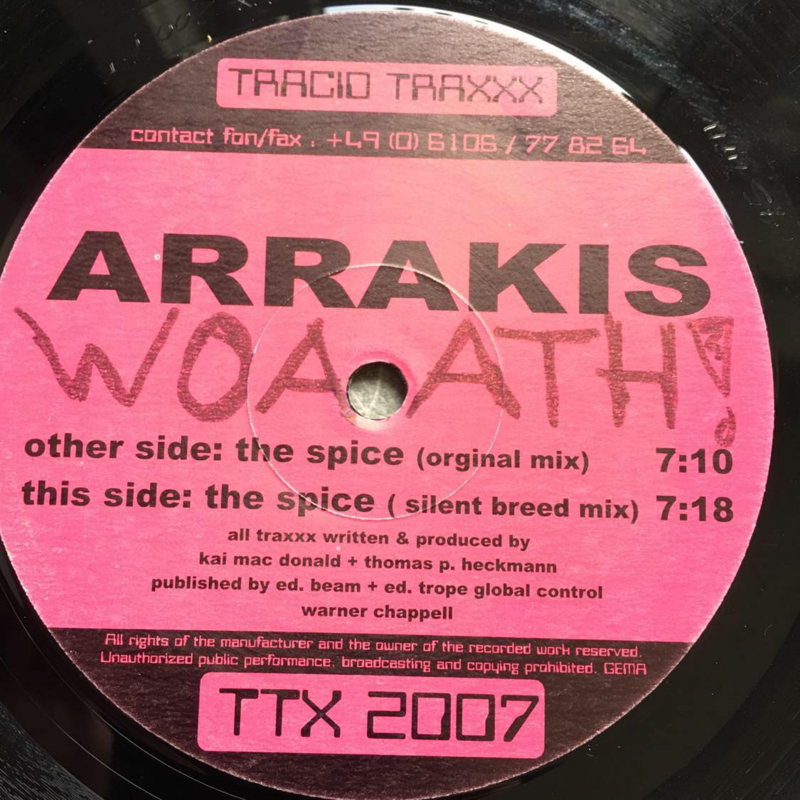 TRACID TRAXXX
contact fon/fax . +49 (0) 6106 / 77 82 64
ARRAKIS
WOAATH!
other side: the spice (orginal mix) 7:10
this side: the spice ( silent breed mix) 7:18
all traxxx written & produced by
kai mac donald + thomas p. heckmann
published by ed. beam + ed. trope global control
warner chappell
All rights of the manufacturer and the owner of the recorded work reserved.
Unauthorized public performance. broadcasting and copying prohibited. GEMA
TTX 2007